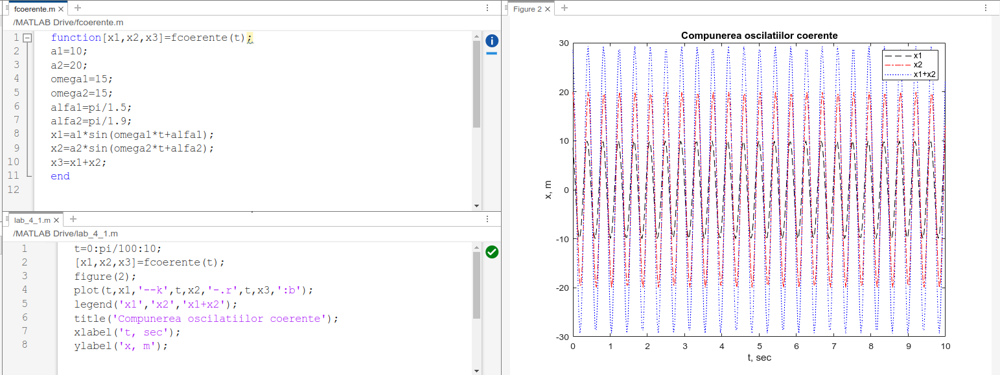 fcoerente.m
/MATLAB Drive/fcoerente.m
1 function[x1,x2,x3]=fcoerente(t);
2 a1=10;
3 a2=20;
4 omega1=15;
5 omega2=15;
6 alfa1=pi/1.5;
7 alfa2=pi/1.9;
8 x1=a1*sin(omega1*t+alfa1);
9 x2=a2*sin(omega2*t+alfa2);
10 x3=x1+x2;
11 end
12
lab_4_1.m
/MATLAB Drive/lab_4_1.m
1 t=0:pi/100:10;
2 [x1,x2,x3]=fcoerente(t);
3 figure(2);
4 plot(t,x1,'--k',t,x2,'-.r',t,x3,':b');
5 legend('x1','x2','x1+x2');
6 title('Compunerea oscilatiilor coerente');
7 xlabel('t, sec');
8 ylabel('x, m');
Figure 2
Compunerea oscilatiilor coerente
x1
x2
x1+x2
30
20
10
0
-10
-20
-30
x, m
0 1 2 3 4 5 6 7 8 9 10
t, sec